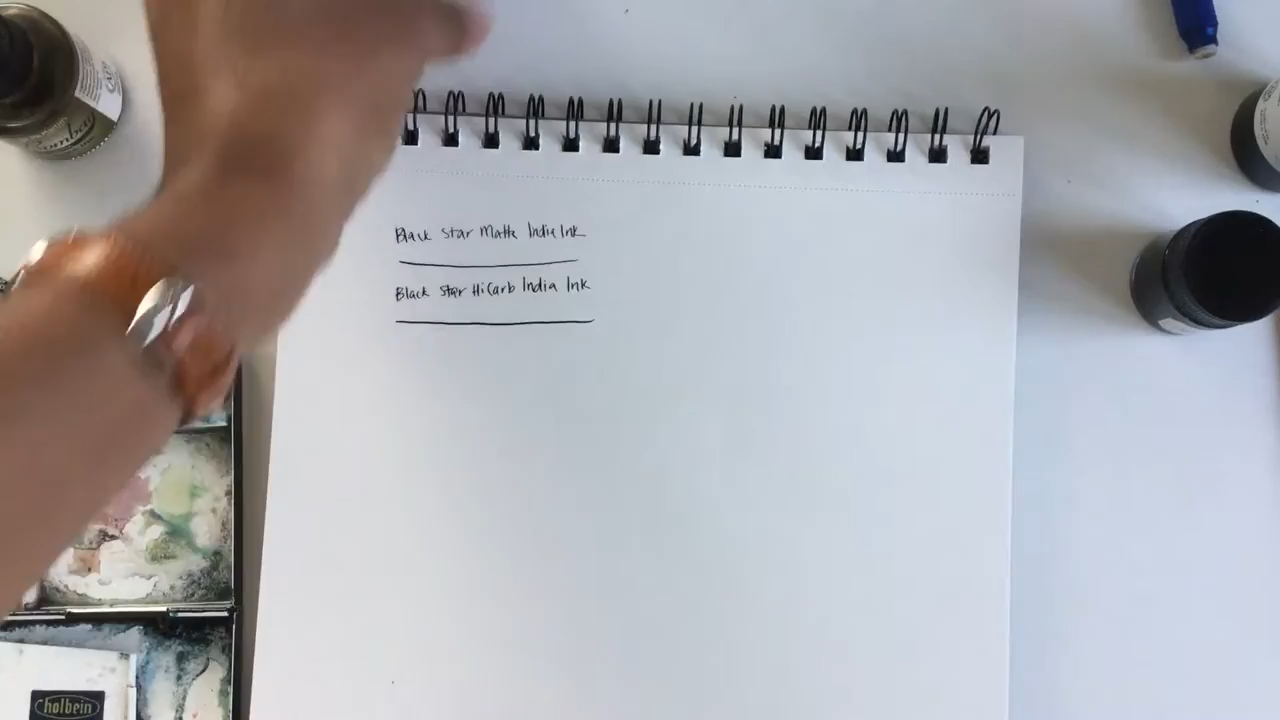 Black Star Matte India Ink
Black Star HiCarb India Ink
holbein